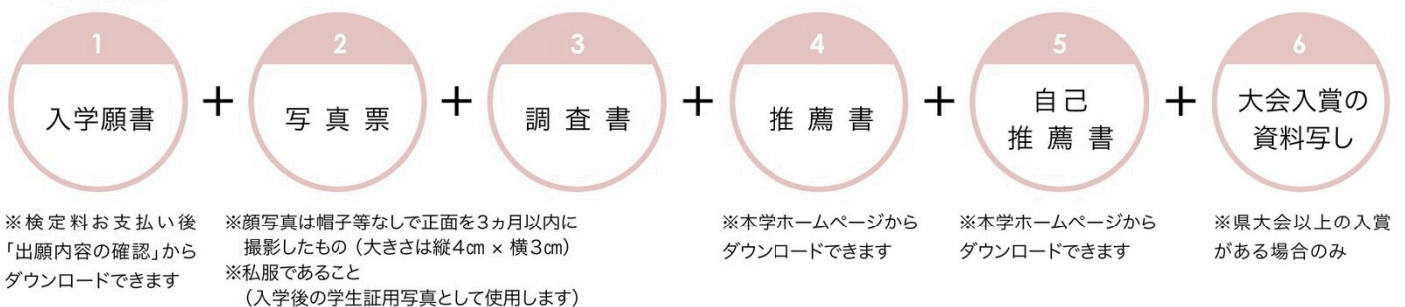 1
入学願書
+
2
写真票
+
3
調査書
+
4
推薦書
+
5
自己
推薦書
+
6
大会入賞の
資料写し
※検定料お支払い後
「出願内容の確認」から
ダウンロードできます
※顔写真は帽子等なしで正面を3ヵ月以内に
撮影したもの(大きさは縦4㎝ × 横3㎝)
※私服であること
(入学後の学生証用写真として使用します)
※本学ホームページから
ダウンロードできます
※本学ホームページから
ダウンロードできます
※県大会以上の入賞
がある場合のみ